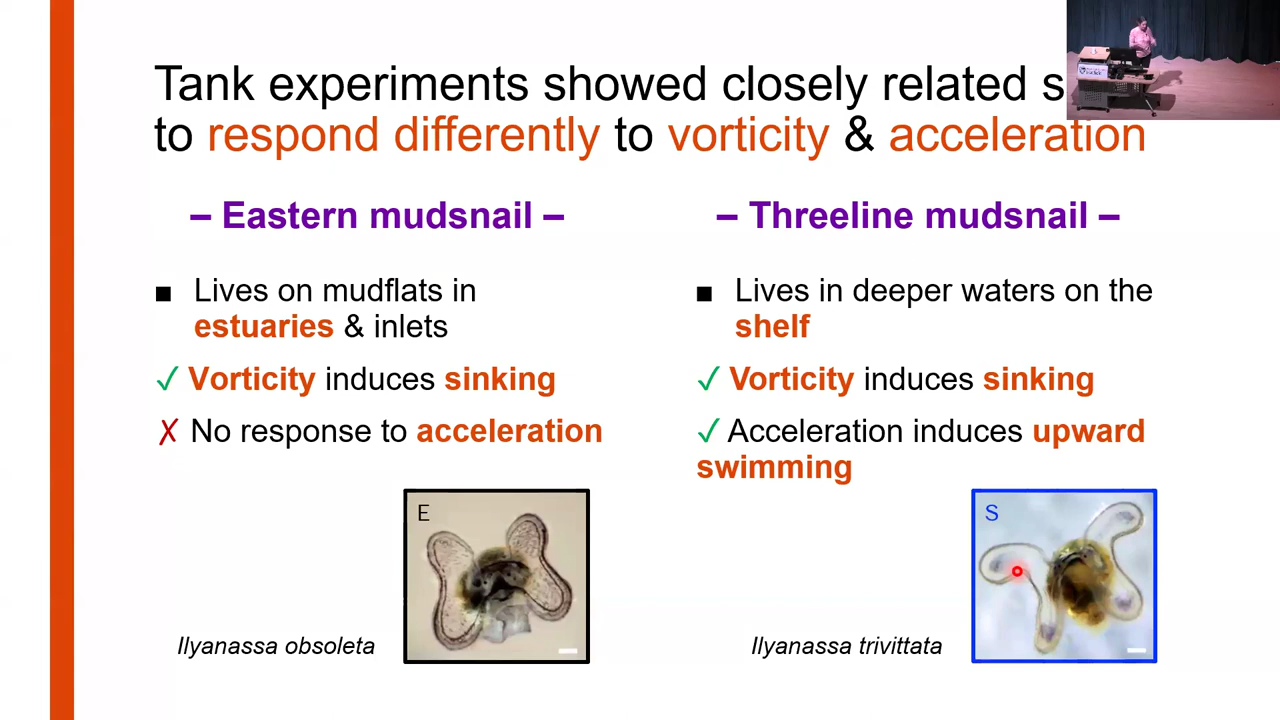 Tank experiments showed closely related
to respond differently to vorticity & acceleration
– Eastern mudsnail –
■ Lives on mudflats in
estuaries & inlets
✓ Vorticity induces sinking
✗ No response to acceleration
E
Ilyanassa obsoleta
– Threeline mudsnail –
■ Lives in deeper waters on the
shelf
✓ Vorticity induces sinking
✓ Acceleration induces upward
swimming
S
Ilyanassa trivittata